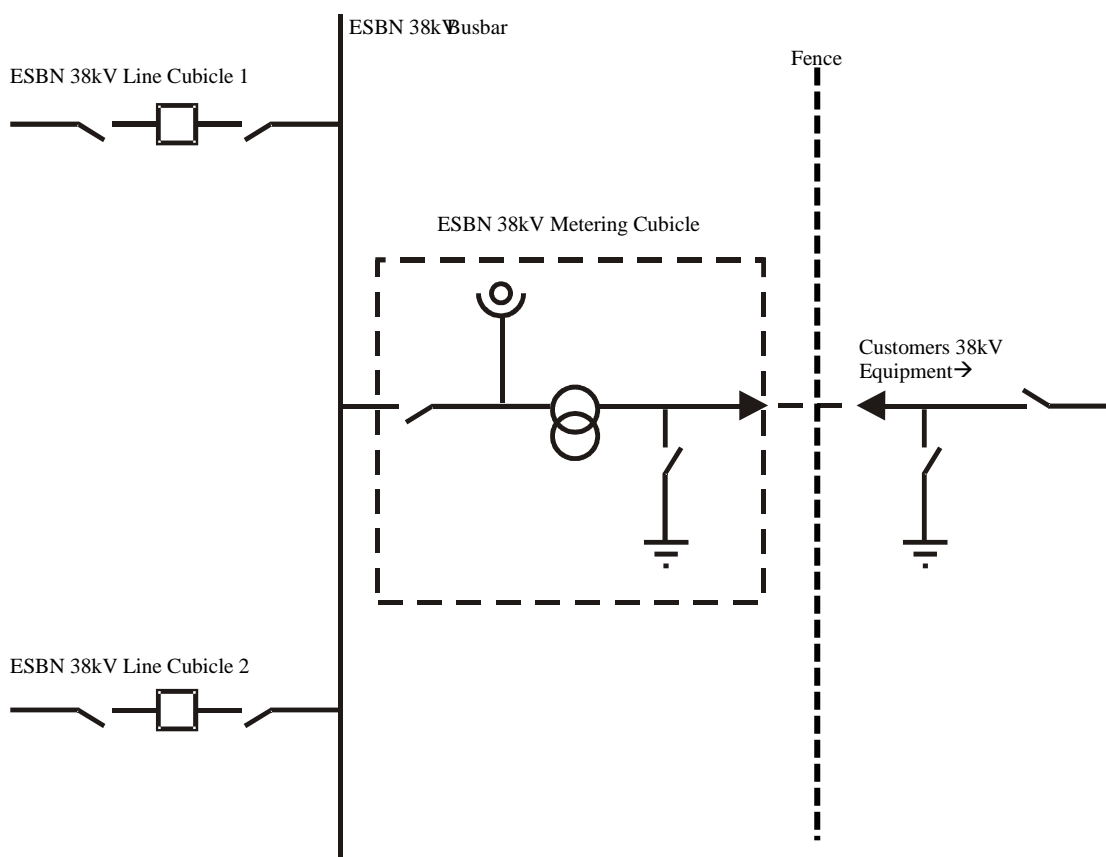 ESBN 38kV Busbar
ESBN 38kV Line Cubicle 1
Fence
ESBN 38kV Metering Cubicle
Customers 38kV
Equipment→
ESBN 38kV Line Cubicle 2